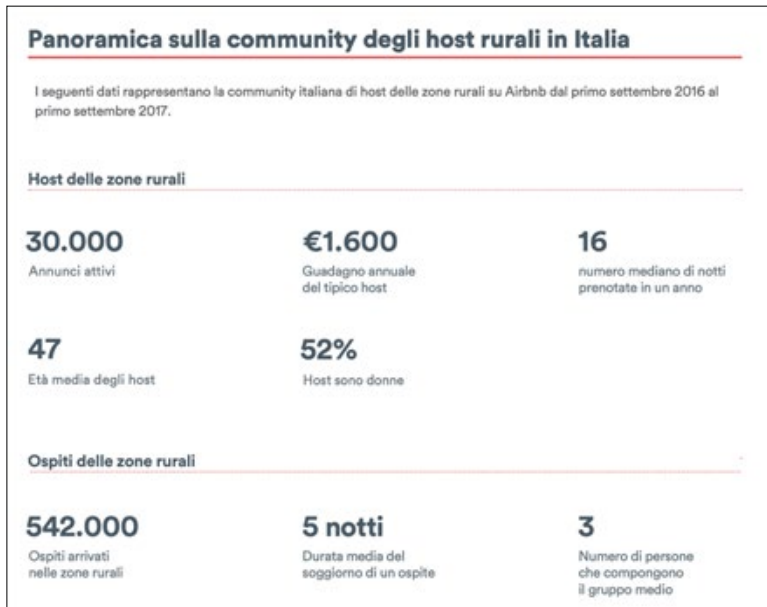 Panoramica sulla community degli host rurali in Italia
I seguenti dati rappresentano la community italiana di host delle zone rurali su Airbnb dal primo settembre 2016 al
primo settembre 2017.
Host delle zone rurali
30.000
Annunci attivi
€1.600
Guadagno annuale
del tipico host
16
numero mediano di notti
prenotate in un anno
47
Età media degli host
52%
Host sono donne
Ospiti delle zone rurali
542.000
Ospiti arrivati
nelle zone rurali
5 notti
Durata media del
soggiorno di un ospite
3
Numero di persone
che compongono
il gruppo medio